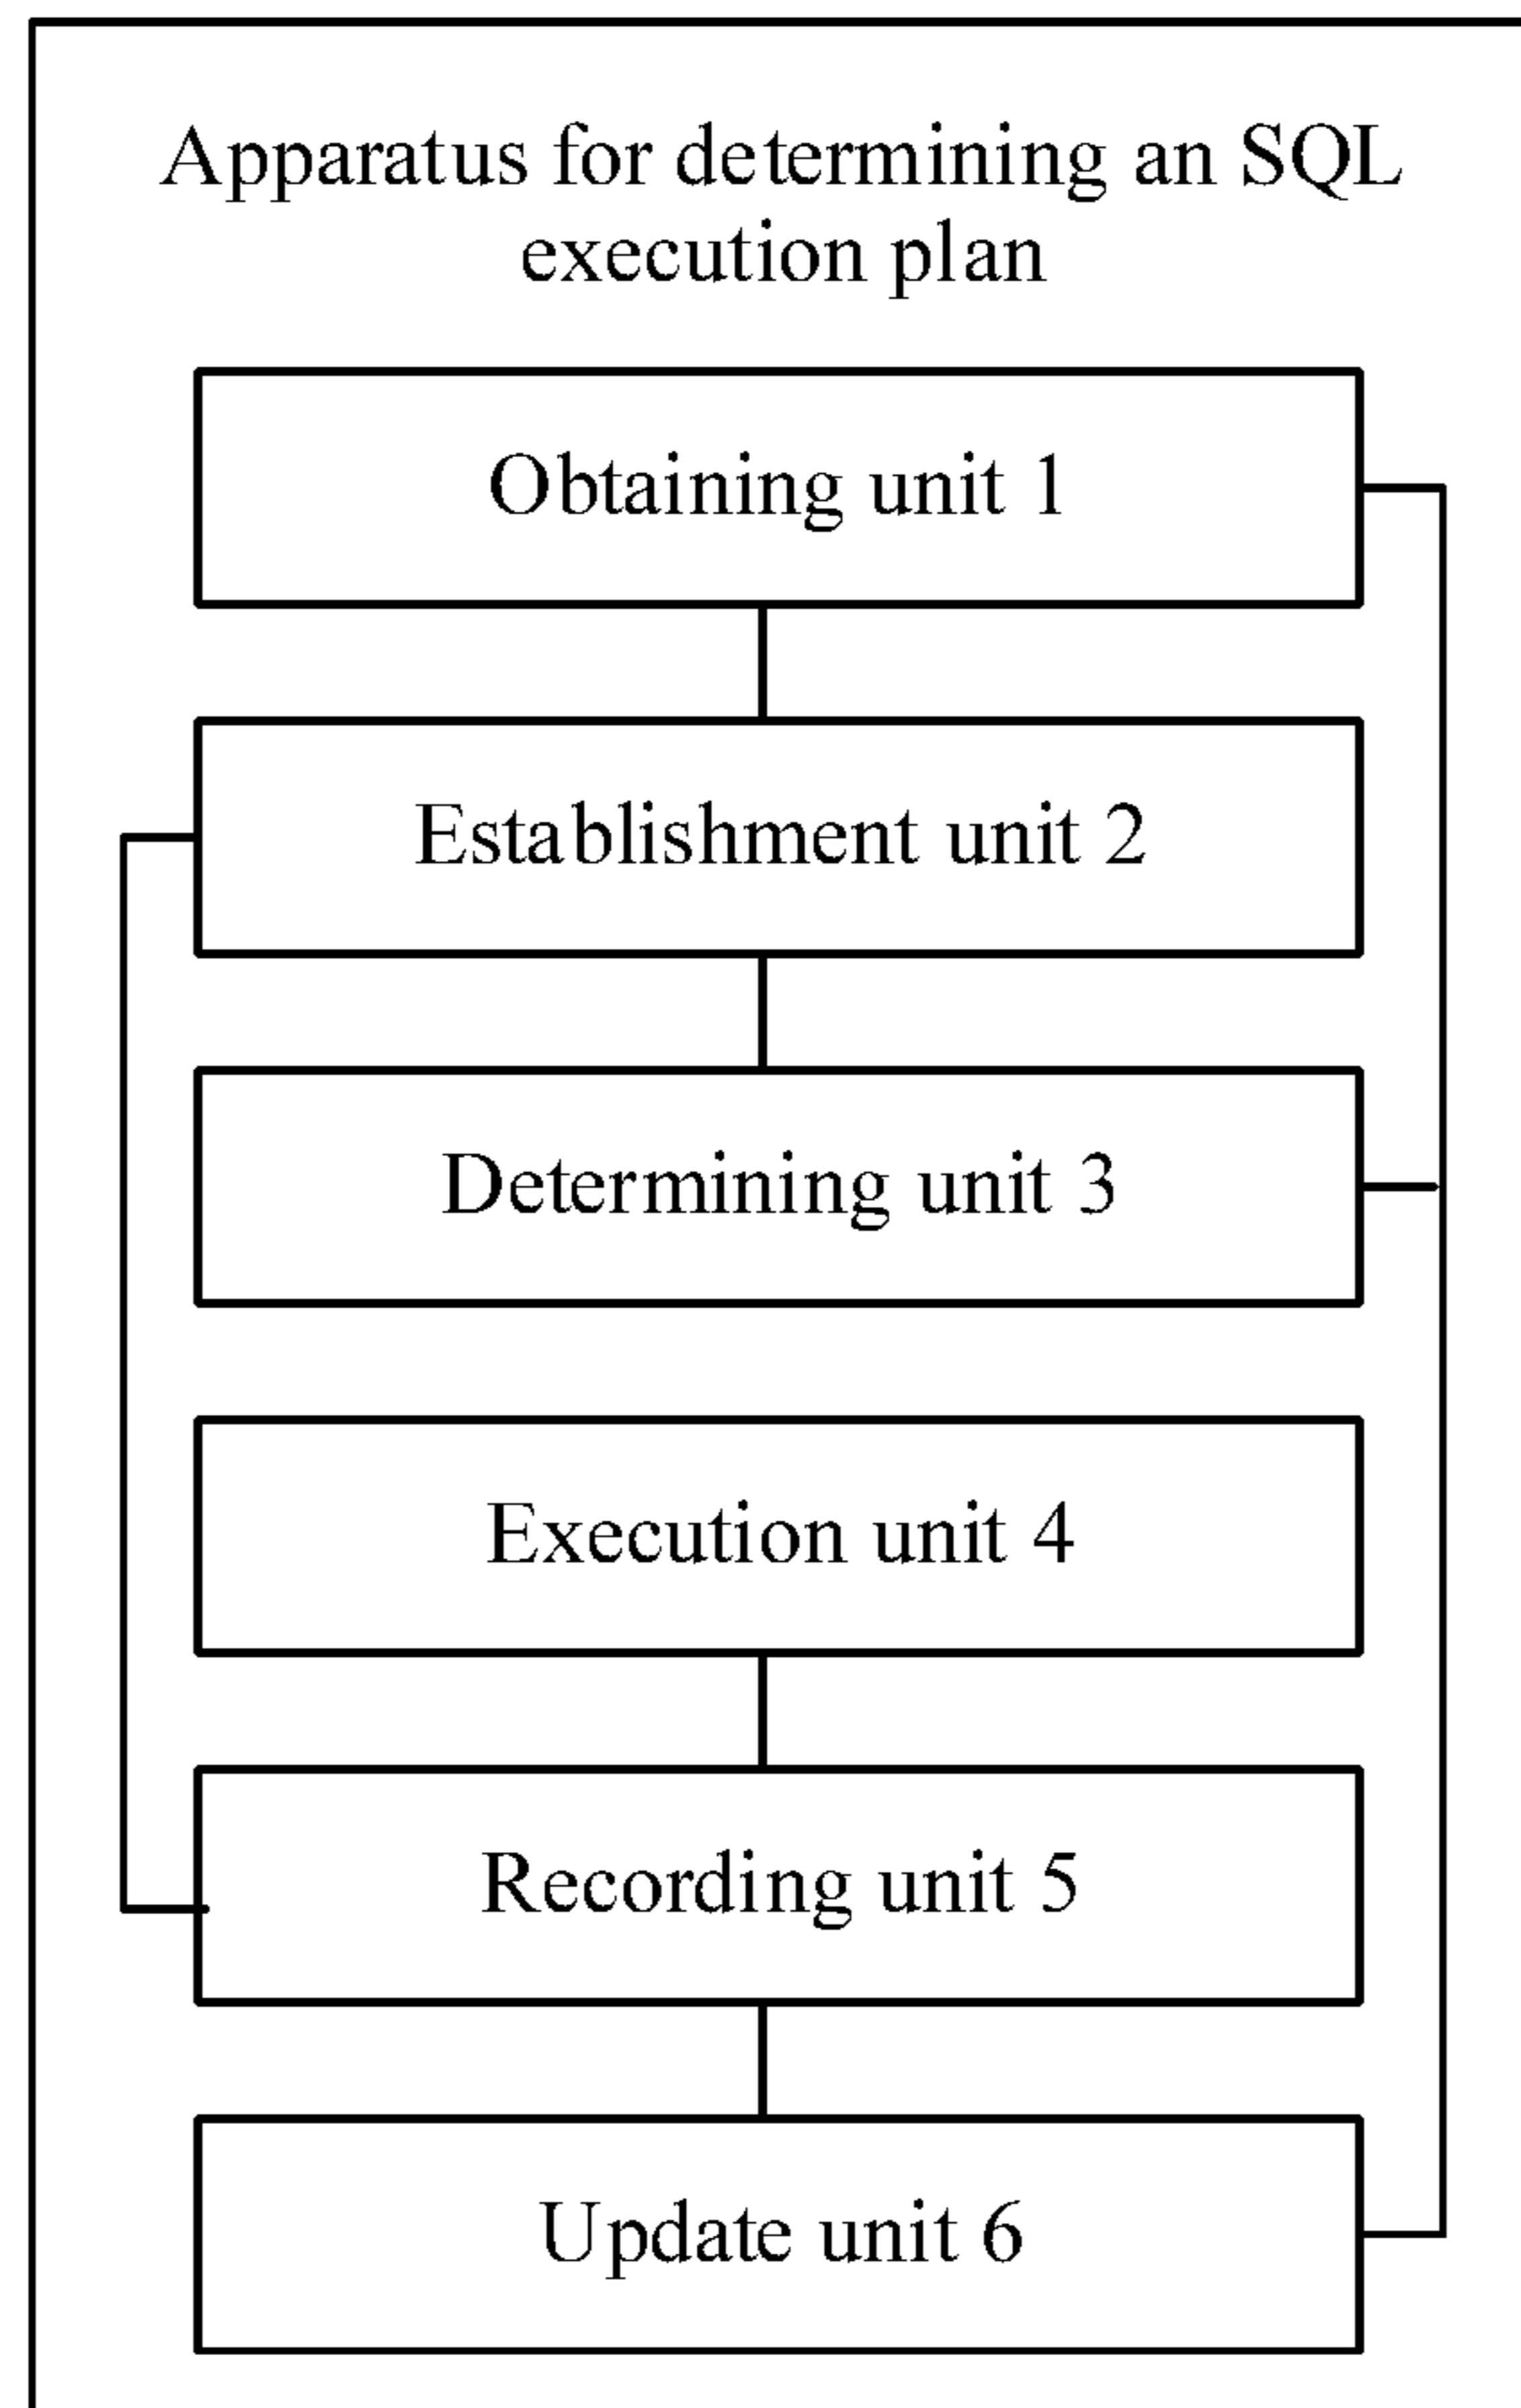 Apparatus for determining an SQL
execution plan
Obtaining unit 1
Establishment unit 2
Determining unit 3
Execution unit 4
Recording unit 5
Update unit 6